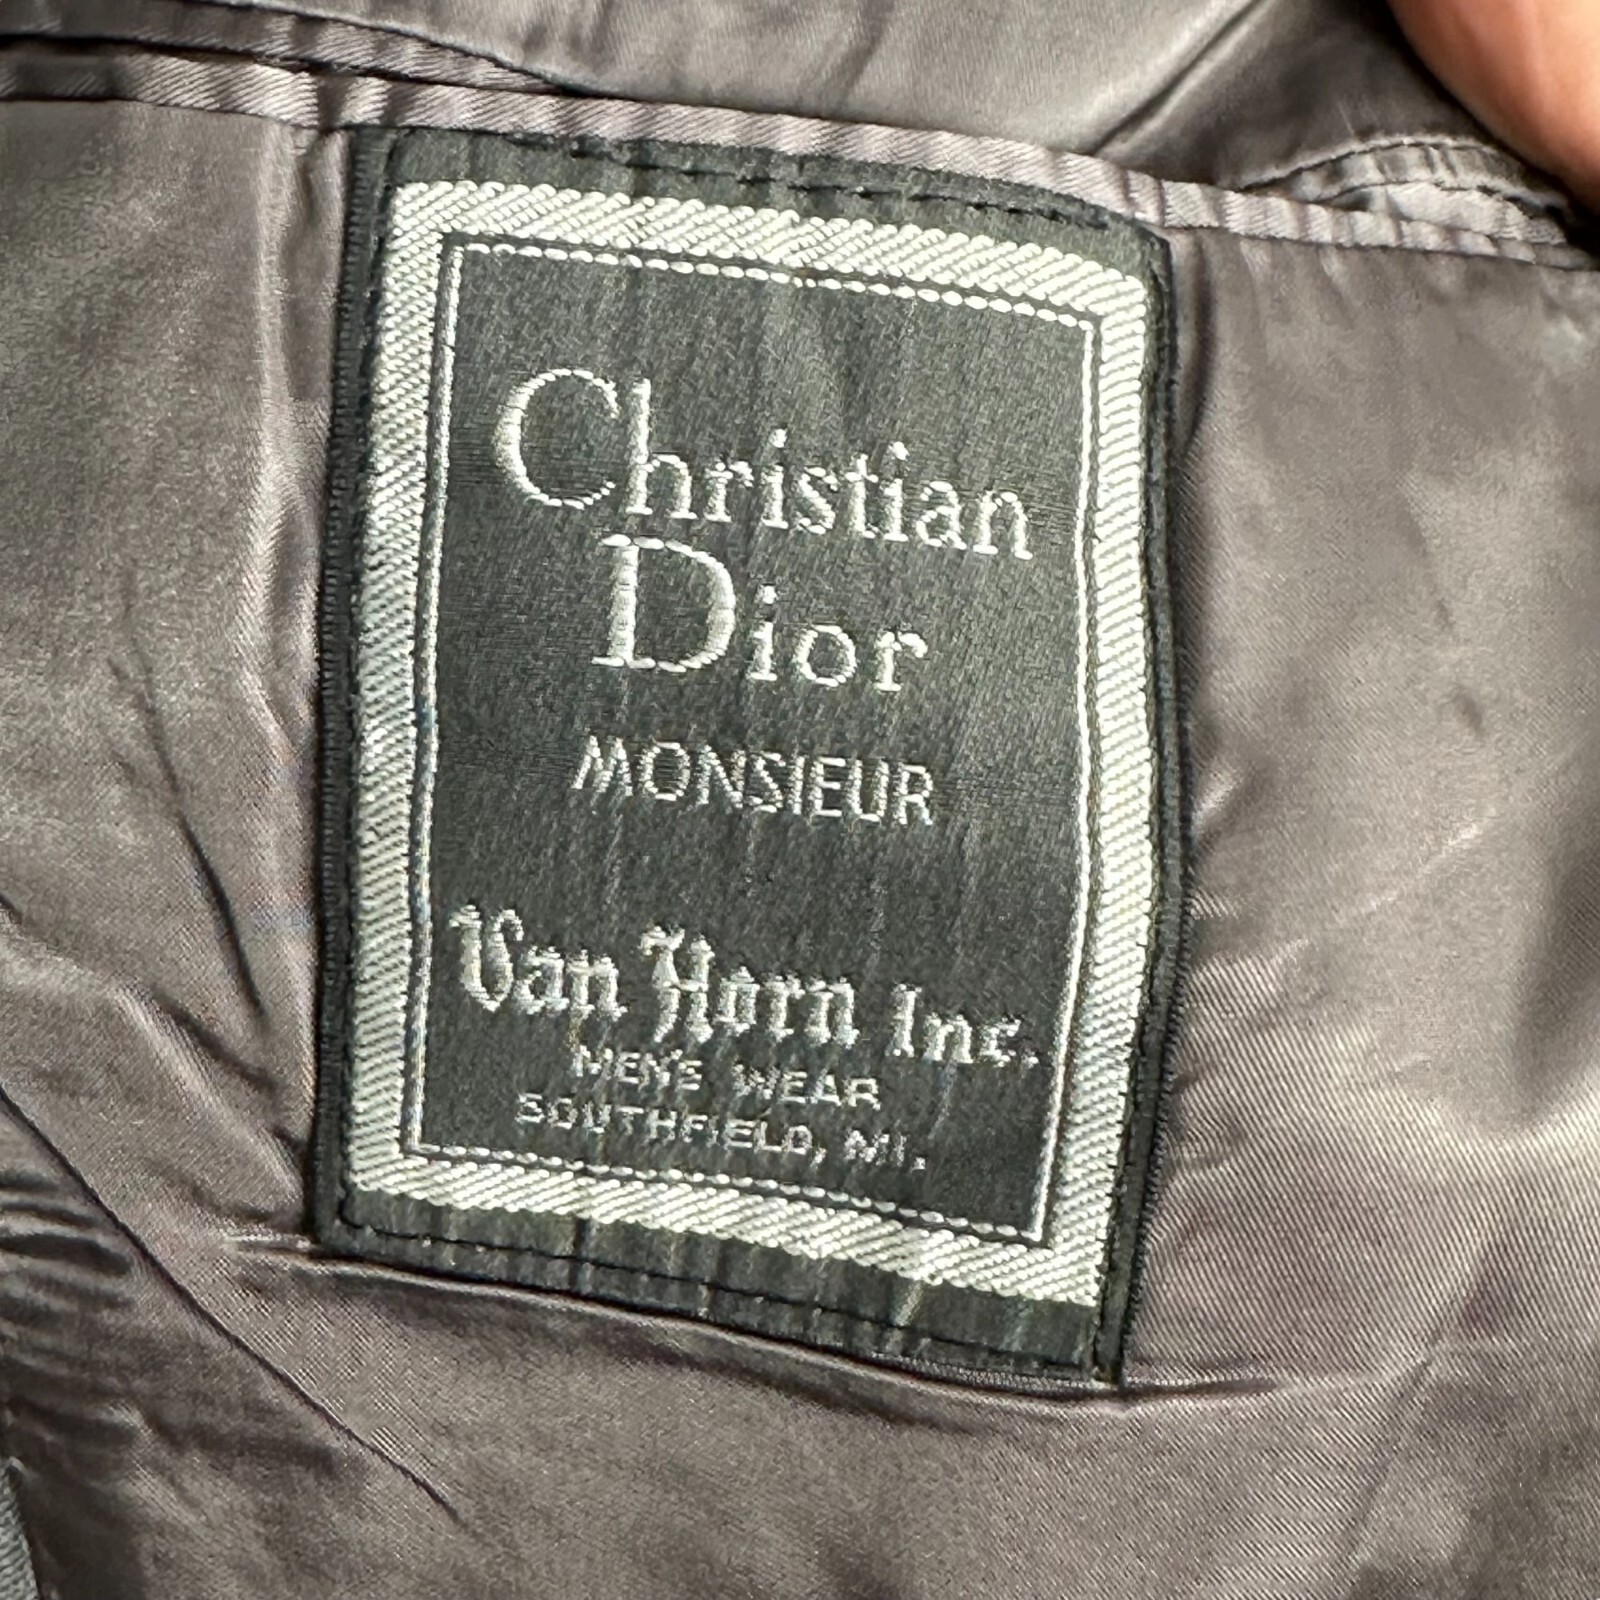 Christian
Dior
MONSIEUR
Van Horn Inc.
MEN'S WEAR
SOUTHFIELD, MI.